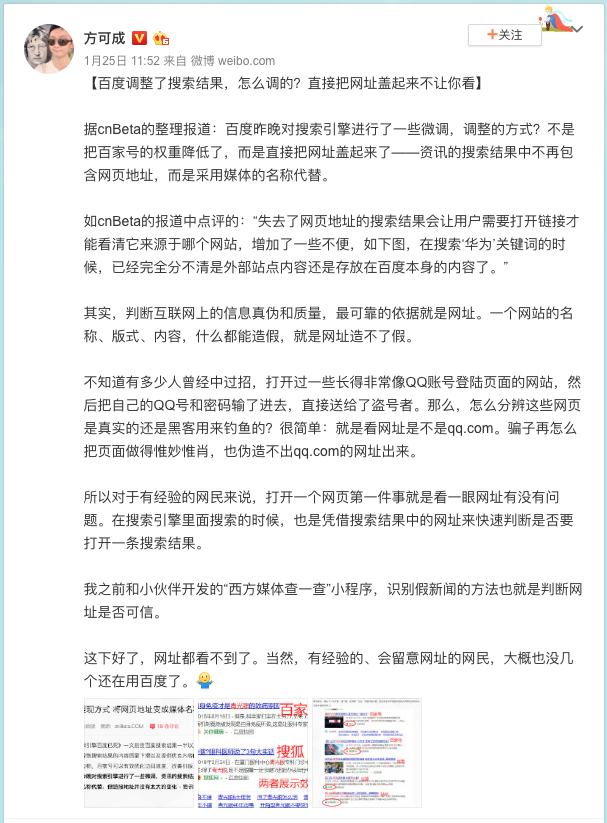 方可成
+关注
1月25日 11:52 来自 微博 weibo.com
【百度调整了搜索结果，怎么调的？直接把网址盖起来不让你看】
据cnBeta的整理报道：百度昨晚对搜索引擎进行了一些微调，调整的方式？不是
把百家号的权重降低了，而是直接把网址盖起来了——资讯的搜索结果中不再包
含网页地址，而是采用媒体的名称代替。
如cnBeta的报道中点评的：“失去了网页地址的搜索结果会让用户需要打开链接才
能看清它来源于哪个网站，增加了一些不便，如下图，在搜索‘华为’关键词的时
候，已经完全分不清是外部站点内容还是存放在百度本身的内容了。”
其实，判断互联网上的信息真伪和质量，最可靠的依据就是网址。一个网站的名
称、版式、内容，什么都能造假，就是网址造不了假。
不知道有多少人曾经中过招，打开过一些长得非常像QQ账号登陆页面的网站，然
后把自己的QQ号和密码输了进去，直接送给了盗号者。那么，怎么分辨这些网页
是真实的还是黑客用来钓鱼的？很简单：就是看网址是不是qq.com。骗子再怎么
把页面做得惟妙惟肖，也伪造不出qq.com的网址出来。
所以对于有经验的网民来说，打开一个网页第一件事就是看一眼网址有没有问
题。在搜索引擎里面搜索的时候，也是凭借搜索结果中的网址来快速判断是否要
打开一条搜索结果。
我之前和小伙伴开发的“西方媒体查一查”小程序，识别假新闻的方法也就是判断网
址是否可信。
这下好了，网址都看不到了。当然，有经验的、会留意网址的网民，大概也没几
个还在用百度了。
现方式 将网页地址变成媒体名
百家
搜狐
两者展示效